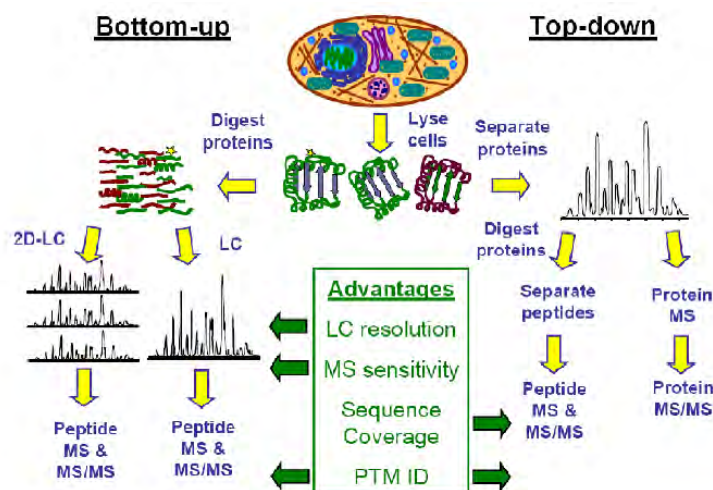 Bottom-up
Top-down
Digest
proteins
Lyse
cells
Separate
proteins
2D-LC
LC
Digest
proteins
Advantages
LC resolution
MS sensitivity
Sequence
Coverage
PTM ID
Separate
peptides
Protein
MS
Peptide
MS &
MS/MS
Peptide
MS &
MS/MS
Peptide
MS &
MS/MS
Protein
MS/MS